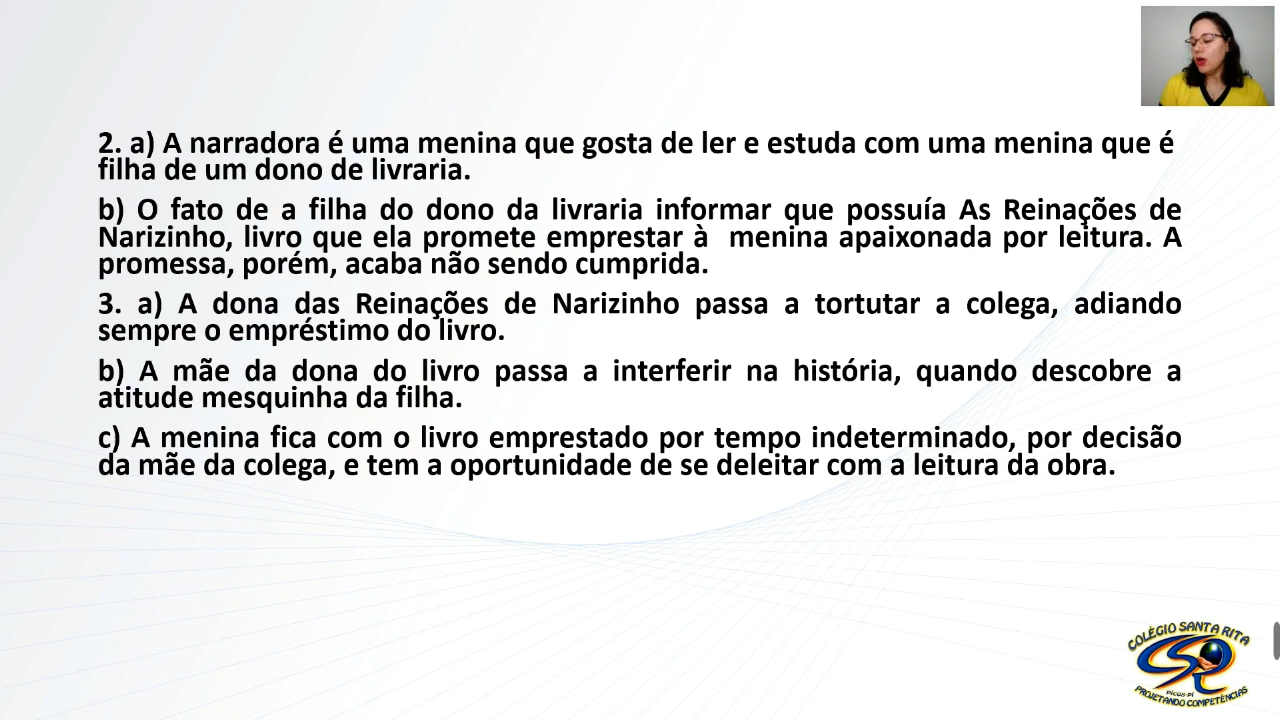 2. a) A narradora é uma menina que gosta de ler e estuda com uma menina que é
filha de um dono de livraria.
b) O fato de a filha do dono da livraria informar que possuía As Reinações de
Narizinho, livro que ela promete emprestar à menina apaixonada por leitura. A
promessa, porém, acaba não sendo cumprida.
3. a) A dona das Reinações de Narizinho passa a tortutar a colega, adiando
sempre o empréstimo do livro.
b) A mãe da dona do livro passa a interferir na história, quando descobre a
atitude mesquinha da filha.
c) A menina fica com o livro emprestado por tempo indeterminado, por decisão
da mãe da colega, e tem a oportunidade de se deleitar com a leitura da obra.
COLÉGIO SANTA RITA
PICOS-PI
PROJETANDO COMPETÊNCIAS